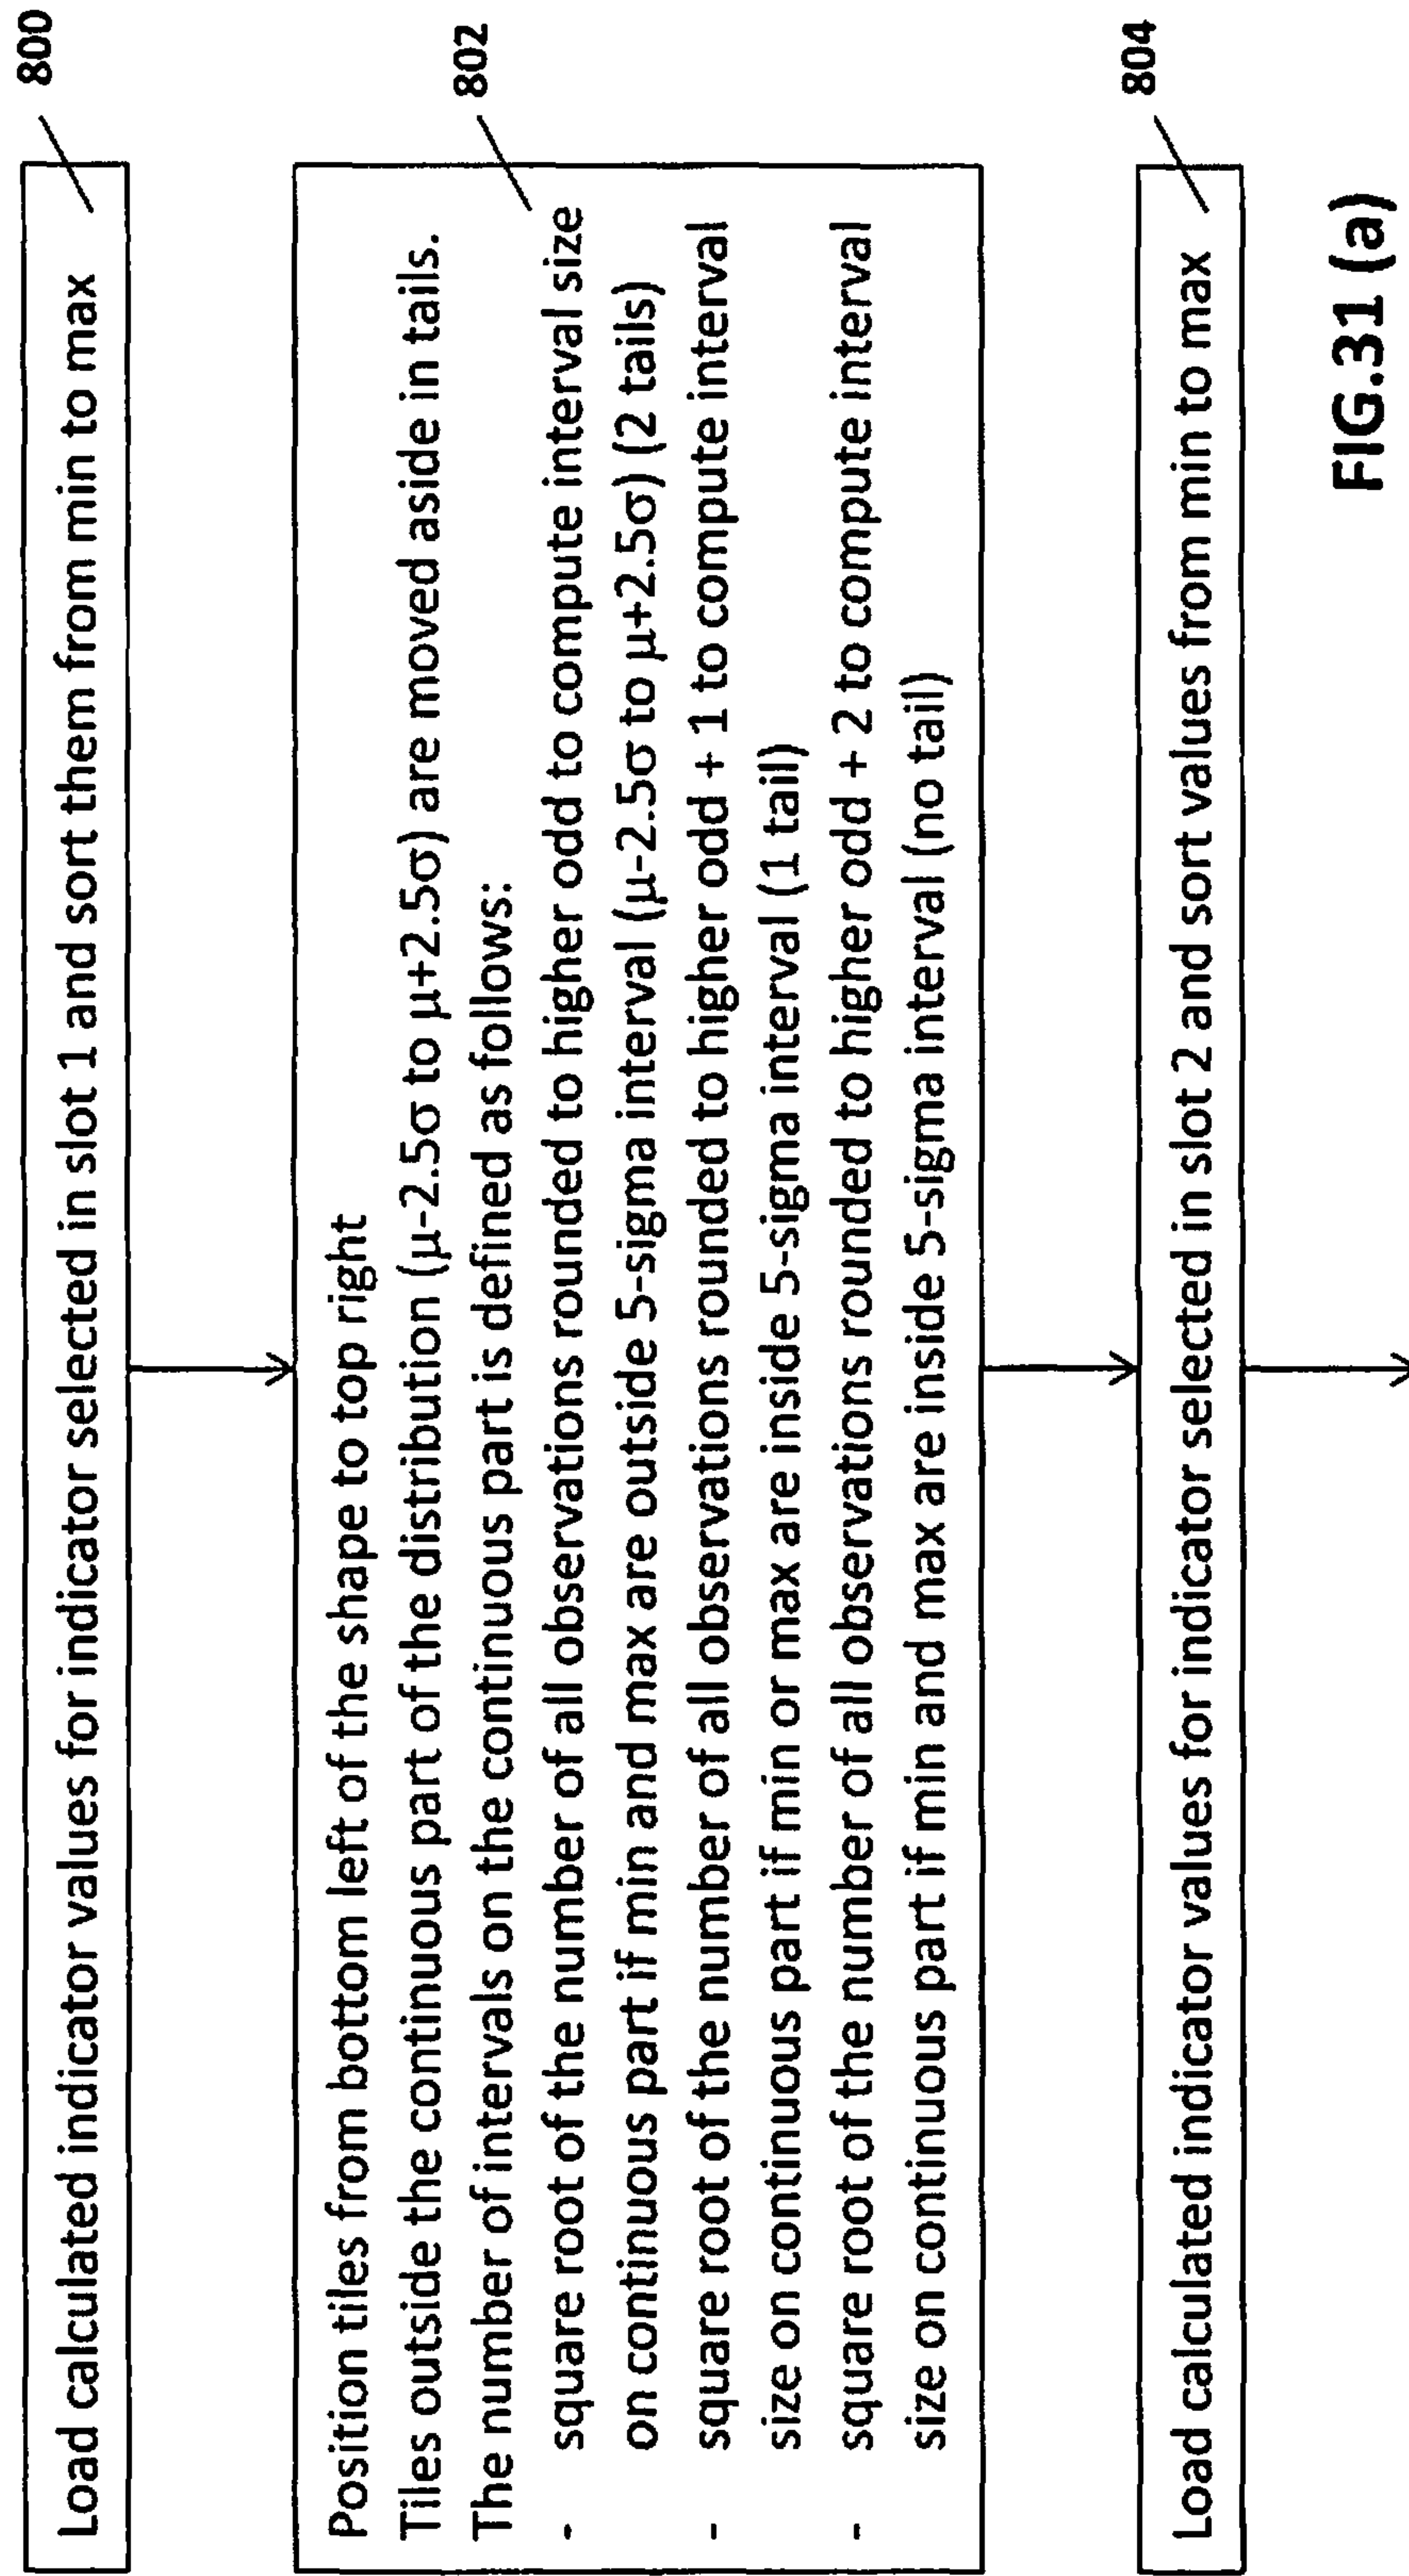 800
Load calculated indicator values for indicator selected in slot 1 and sort them from min to max
802
Position tiles from bottom left of the shape to top right
Tiles outside the continuous part of the distribution (μ-2.5σ to μ+2.5σ) are moved aside in tails.
The number of intervals on the continuous part is defined as follows:
- square root of the number of all observations rounded to higher odd to compute interval size
on continuous part if min and max are outside 5-sigma interval (μ-2.5σ to μ+2.5σ) (2 tails)
- square root of the number of all observations rounded to higher odd + 1 to compute interval
size on continuous part if min or max are inside 5-sigma interval (1 tail)
- square root of the number of all observations rounded to higher odd + 2 to compute interval
size on continuous part if min and max are inside 5-sigma interval (no tail)
804
Load calculated indicator values for indicator selected in slot 2 and sort values from min to max
FIG.31 (a)